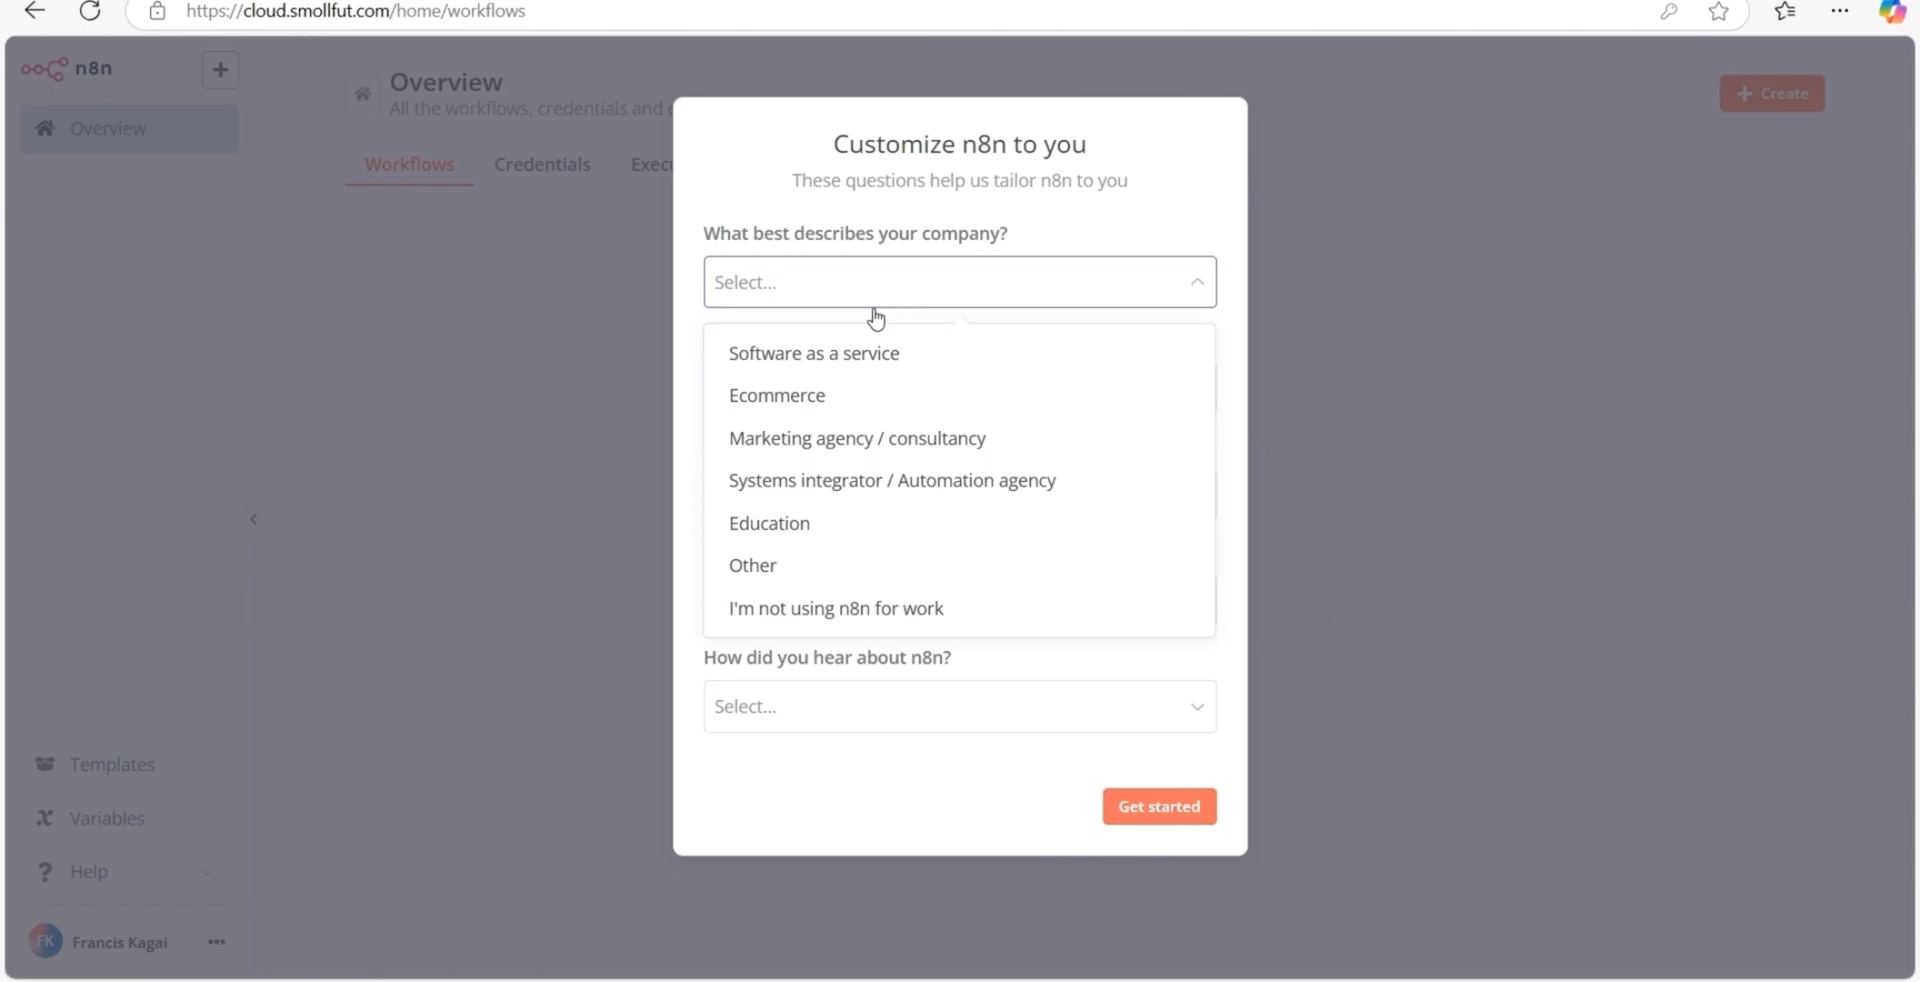 https://cloud.smollfut.com/home/workflows
n8n
Overview
Overview
All the workflows, credentials and
Create
Workflows
Credentials
Execu
Customize n8n to you
These questions help us tailor n8n to you
What best describes your company?
Select...
Software as a service
Ecommerce
Marketing agency / consultancy
Systems integrator / Automation agency
Education
Other
I'm not using n8n for work
How did you hear about n8n?
Select...
Get started
Templates
Variables
? Help
FK Francis Kagai